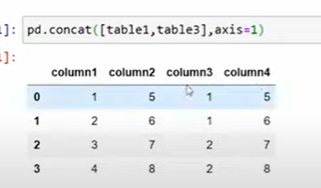 ]: pd.concat([table1,table3],axis=1)
]:
column1 column2 column3 column4
0 1 5 1 5
1 2 6 1 6
2 3 7 2 7
3 4 8 2 8